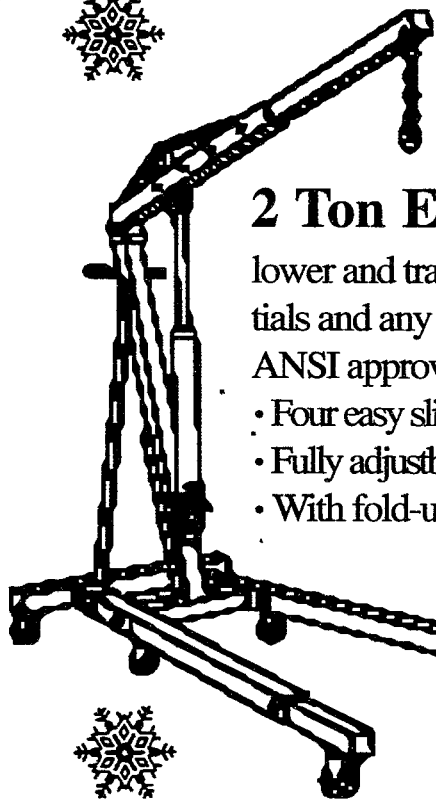 2 Ton E
lower and tra
tials and any
ANSI approv
· Four easy sli
· Fully adjustb
· With fold-u